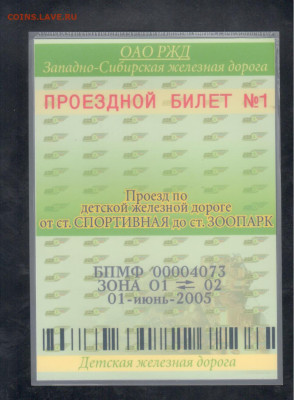 COINS.LAVE.RU
ОАО РЖД
Западно-Сибирская железная дорога
ПРОЕЗДНОЙ БИЛЕТ №1
Проезд по
детской железной дороге
от ст. СПОРТИВНАЯ до ст. ЗООПАРК
БПМФ 00004073
ЗОНА 01 ⇄ 02
01-июнь-2005
Детская железная дорога